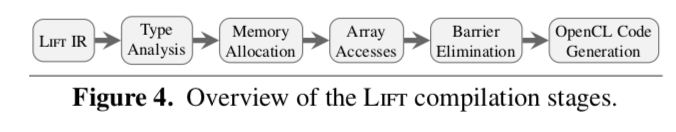 LIFT IR
Type
Analysis
Memory
Allocation
Array
Accesses
Barrier
Elimination
OpenCL Code
Generation
Figure 4. Overview of the LIFT compilation stages.